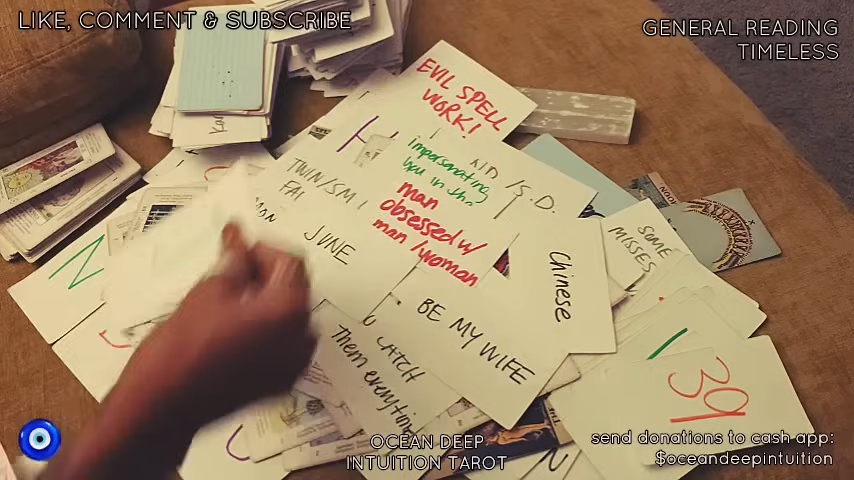 LIKE, COMMENT & SUBSCRIBE
GENERAL READING
TIMELESS
EVIL SPELL
WORK!
impersonating
you in
man
obsessed w/
man/woman
/S.D.
TWIN/SM
JUNE
SOME
MISSES
Chinese
BE MY WIFE
CATCH
Them everything
39
N
OCEAN DEEP
INTUITION TAROT
send donations to cash app:
$oceandeepintuition